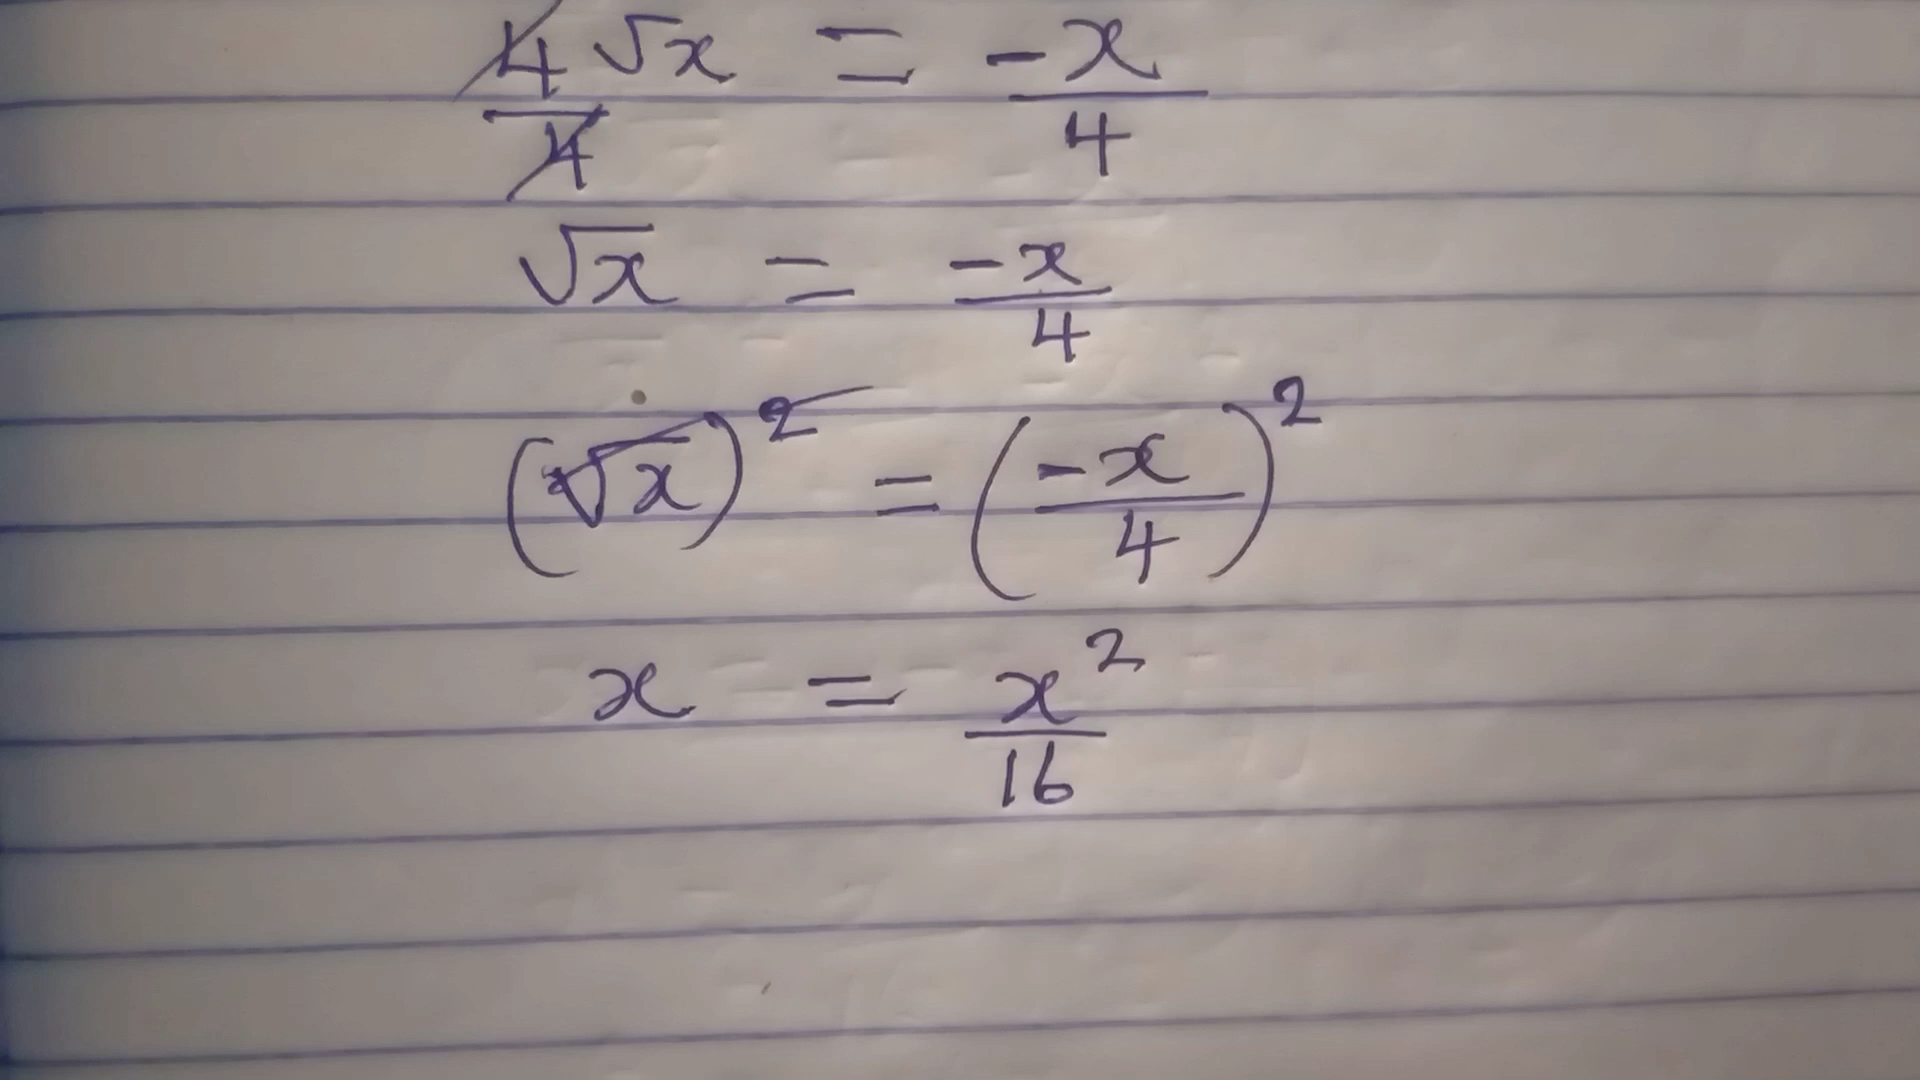 4√x/4 = -x/4
√x = -x/4
(√x)² = (-x/4)²
x = x²/16